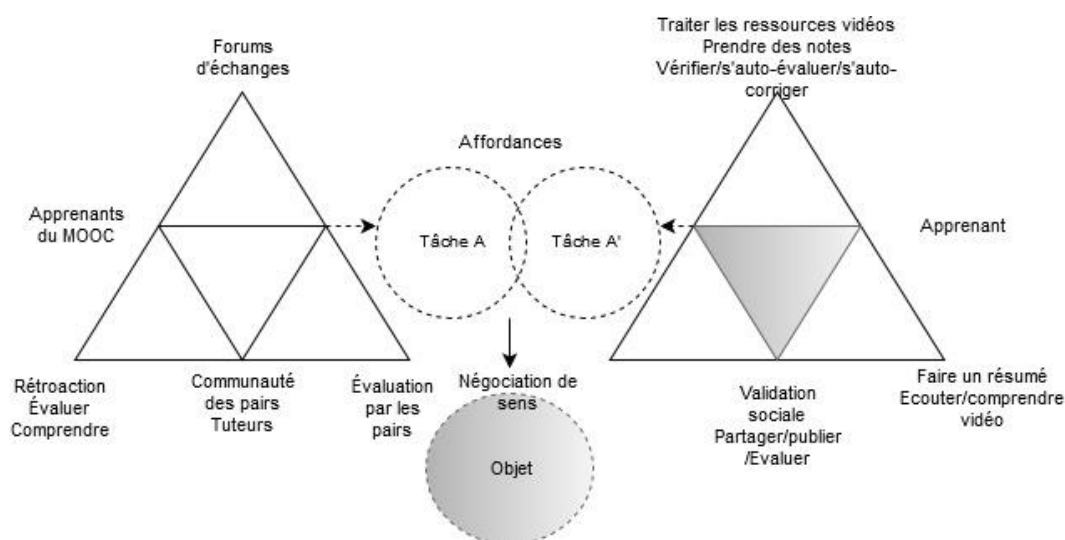 Forums
d'échanges
Traiter les ressources vidéos
Prendre des notes
Vérifier/s'auto-évaluer/s'auto-
corriger
Affordances
Apprenants
du MOOC
Tâche A
Tâche A'
Apprenant
Rétroaction
Évaluer
Comprendre
Communauté
des pairs
Tuteurs
Évaluation
par les
pairs
Négociation de
sens
Objet
Validation
sociale
Partager/publier
/Evaluer
Faire un résumé
Ecouter/comprendre
vidéo